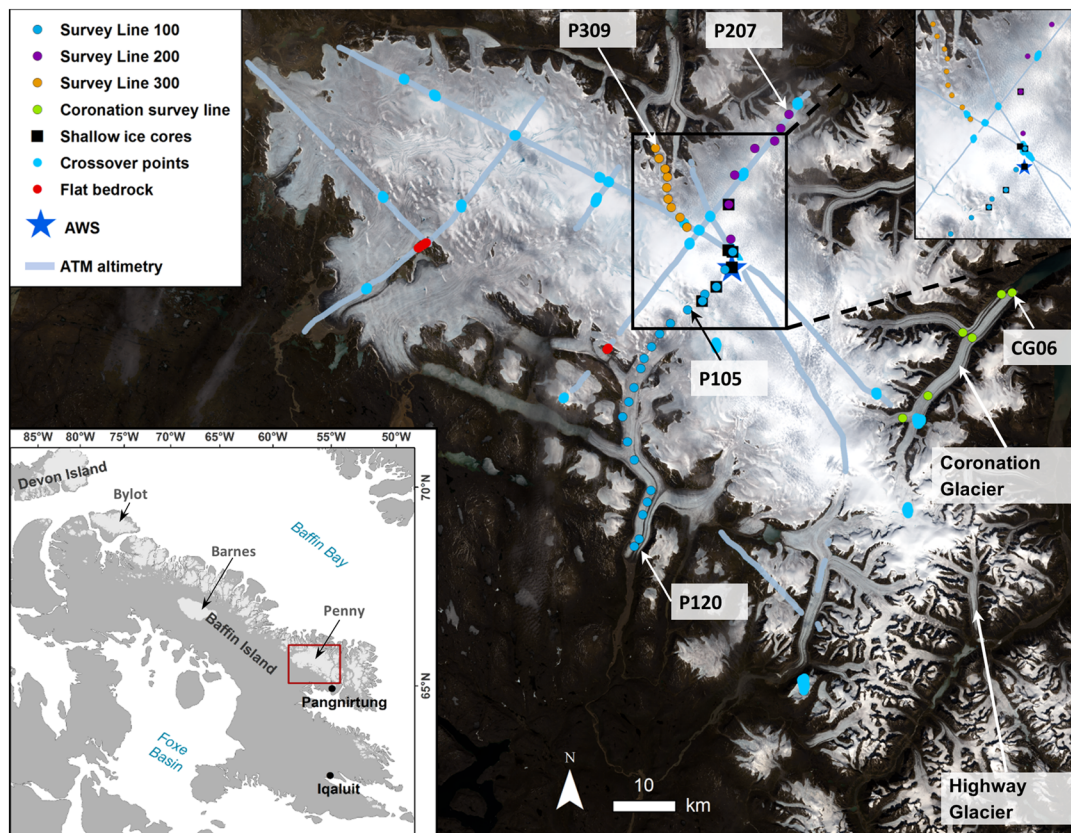 Survey Line 100
Survey Line 200
Survey Line 300
Coronation survey line
Shallow ice cores
Crossover points
Flat bedrock
AWS
ATM altimetry
P309
P207
P105
CG06
Coronation
Glacier
P120
Highway
Glacier
N
10
km
85°W
80°W
75°W
70°W
65°W
60°W
55°W
50°W
70°N
65°N
Devon Island
Bylot
Baffin Bay
Barnes
Baffin Island
Penny
Pangnirtung
Foxe
Basin
Iqaluit